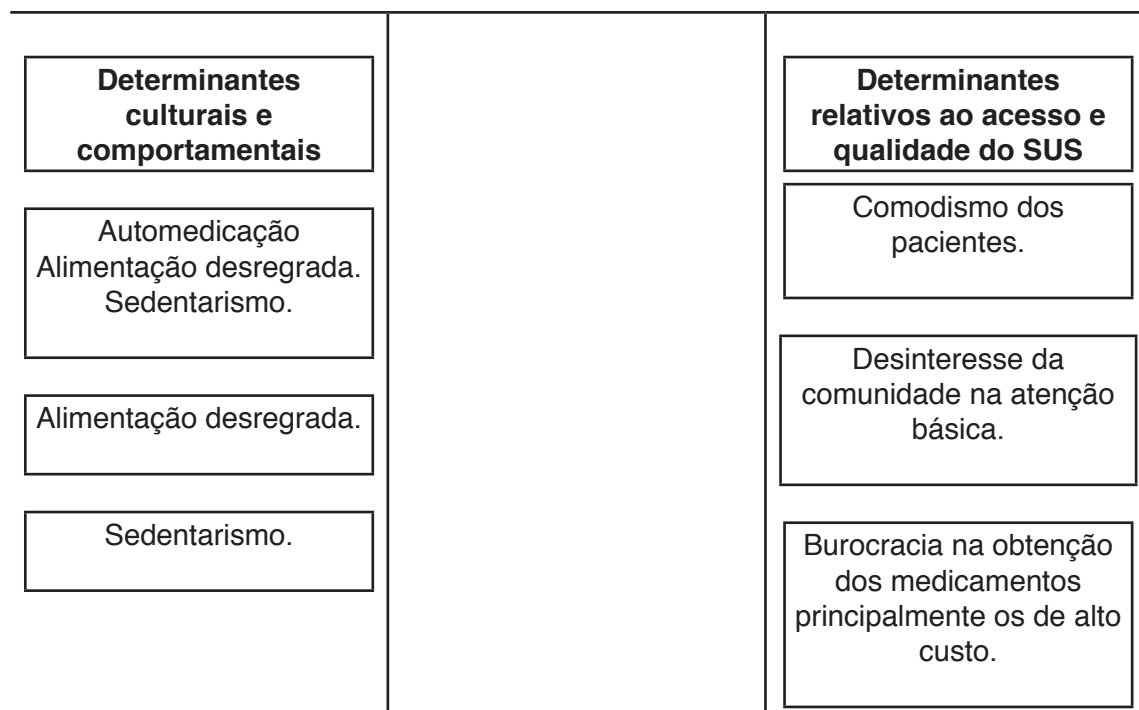 Determinantes
culturais e
comportamentais
Automedicação
Alimentação desregrada.
Sedentarismo.
Alimentação desregrada.
Sedentarismo.
Determinantes
relativos ao acesso e
qualidade do SUS
Comodismo dos
pacientes.
Desinteresse da
comunidade na atenção
básica.
Burocracia na obtenção
dos medicamentos
principalmente os de alto
custo.